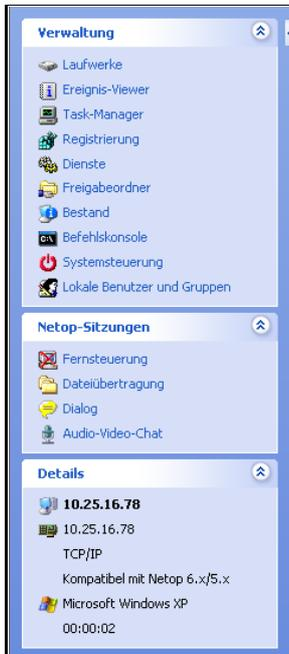 Verwaltung
Laufwerke
Ereignis-Viewer
Task-Manager
Registrierung
Dienste
Freigabeordner
Bestand
Befehlskonsole
Systemsteuerung
Lokale Benutzer und Gruppen
Netop-Sitzungen
Fernsteuerung
Dateiübertragung
Dialog
Audio-Video-Chat
Details
10.25.16.78
10.25.16.78
TCP/IP
Kompatibel mit Netop 6.x/5.x
Microsoft Windows XP
00:00:02